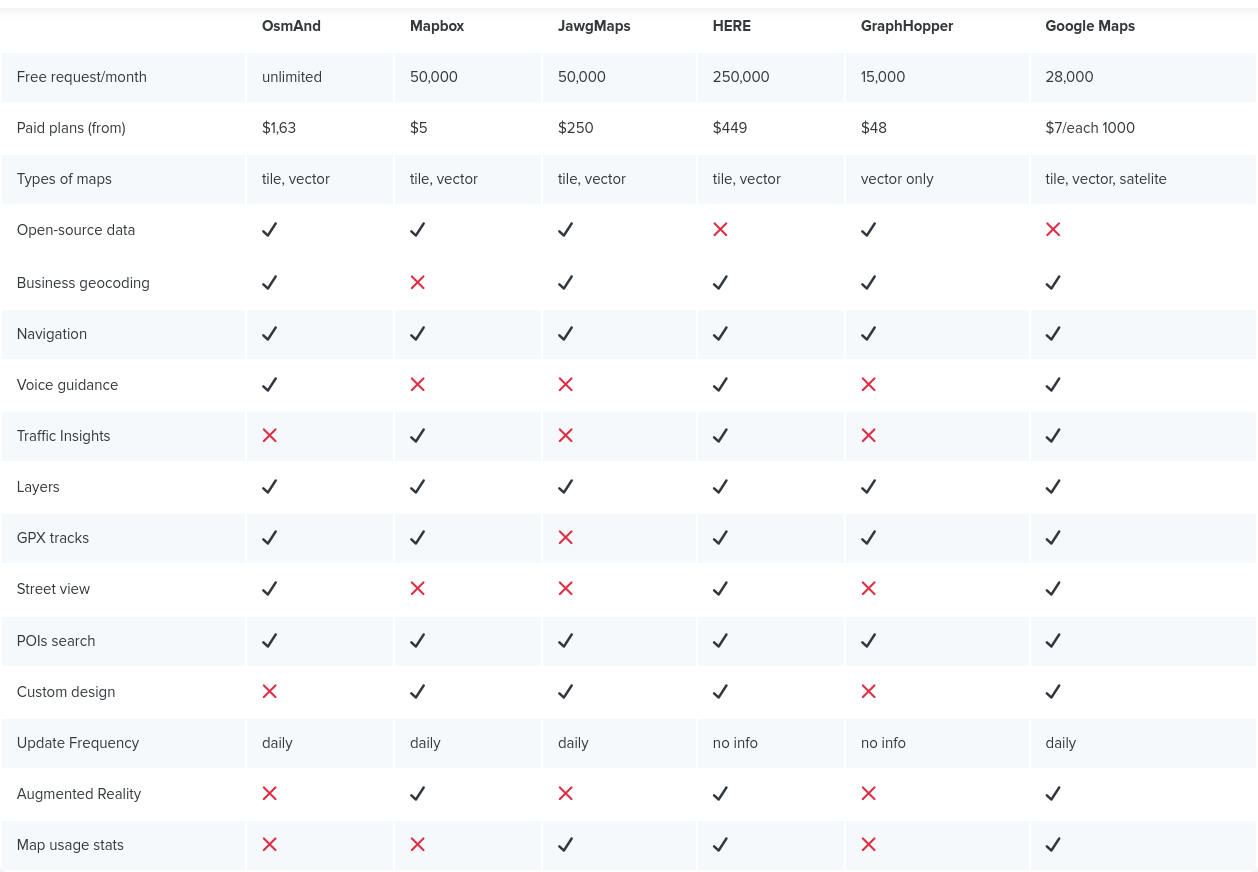 OsmAnd Mapbox JawgMaps HERE GraphHopper Google Maps
Free request/month unlimited 50,000 50,000 250,000 15,000 28,000
Paid plans (from) $1,63 $5 $250 $449 $48 $7/each 1000
Types of maps tile, vector tile, vector tile, vector tile, vector vector only tile, vector, satelite
Open-source data ✓ ✓ ✓ ✕ ✓ ✕
Business geocoding ✓ ✕ ✓ ✓ ✓ ✓
Navigation ✓ ✓ ✓ ✓ ✓ ✓
Voice guidance ✓ ✕ ✕ ✓ ✕ ✓
Traffic Insights ✕ ✓ ✕ ✓ ✕ ✓
Layers ✓ ✓ ✓ ✓ ✓ ✓
GPX tracks ✓ ✓ ✕ ✓ ✓ ✓
Street view ✓ ✕ ✕ ✓ ✕ ✓
POIs search ✓ ✓ ✓ ✓ ✓ ✓
Custom design ✕ ✓ ✓ ✓ ✕ ✓
Update Frequency daily daily daily no info no info daily
Augmented Reality ✕ ✓ ✕ ✓ ✕ ✓
Map usage stats ✕ ✕ ✓ ✓ ✕ ✓